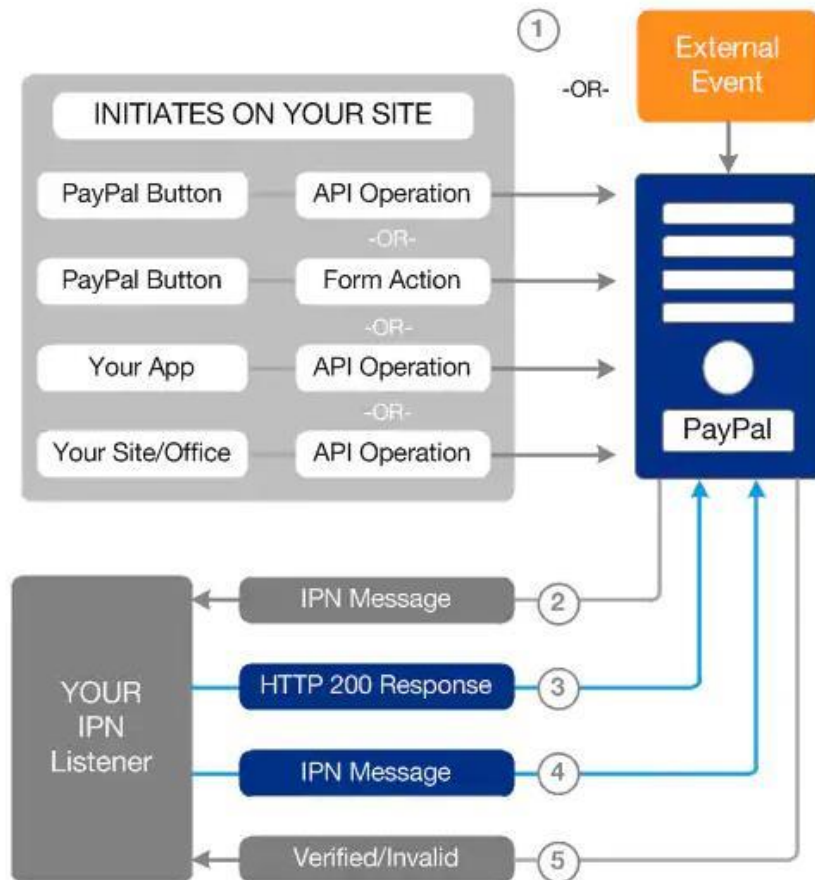 1
External
Event
-OR-
INITIATES ON YOUR SITE
PayPal Button
API Operation
-OR-
PayPal Button
Form Action
-OR-
Your App
API Operation
-OR-
Your Site/Office
API Operation
PayPal
YOUR
IPN
Listener
IPN Message
2
HTTP 200 Response
3
IPN Message
4
Verified/Invalid
5